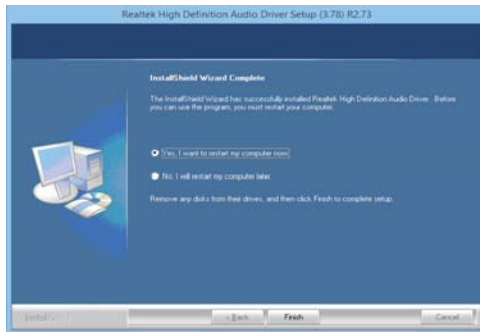 Realtek High Definition Audio Driver Setup (3.78) R2.73
InstallShield Wizard Complete
The InstallShield Wizard has successfully installed Realtek High Definition Audio Driver. Before
you can use the program, you must restart your computer.
Yes, I want to restart my computer now.
No, I will restart my computer later.
Remove any disks from their drives, and then click Finish to complete setup.
InstallShield
< Back
Finish
Cancel